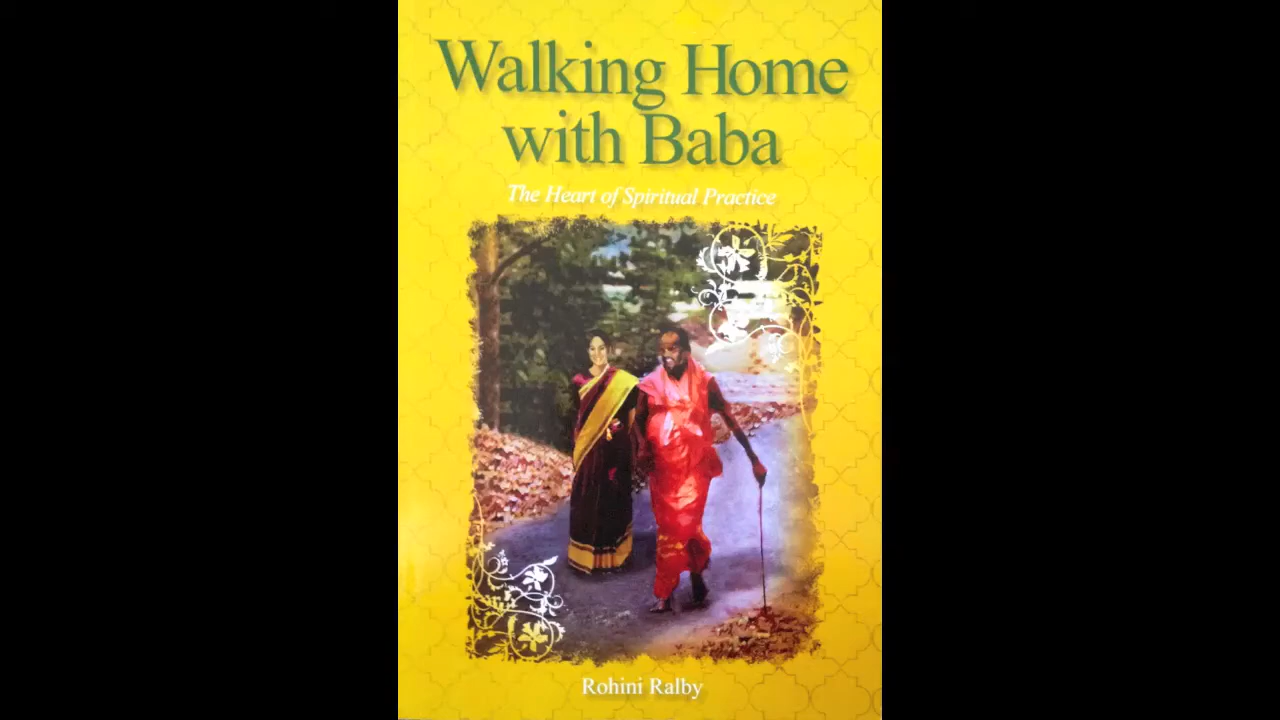 Walking Home
with Baba
The Heart of Spiritual Practice
Rohini Ralby